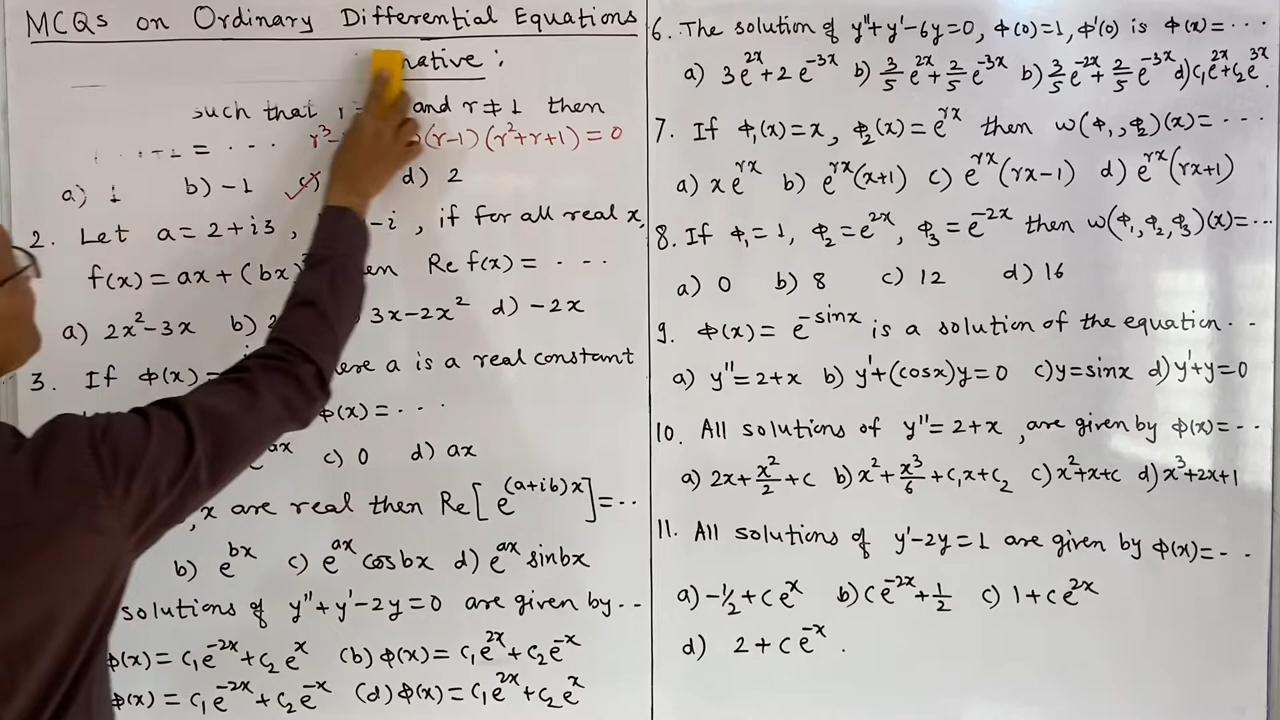 MCQs on Ordinary Differential Equations
native :
such that r and r ≠ 1 then
= ··· r³- (r-1) (r²+r+1) = 0
a) 1 b) -1 c) d) 2
2. Let a = 2+i3, -i, if for all real x,
f(x) = ax + (bx) Re f(x) = ···
a) 2x²-3x b) 3x-2x² d) -2x
3. If Φ(x) = a is a real constant
Φ(x) = ···
c) 0 d) ax
, x are real then Re[e^(a+ib)x] = ··
b) e^bx c) e^ax cosbx d) e^ax sinbx
solutions of y''+y'-2y=0 are given by··
Φ(x) = c₁e^-2x + c₂e^x (b) Φ(x) = c₁e^2x + c₂e^-x
Φ(x) = c₁e^-2x + c₂e^-x (d) Φ(x) = c₁e^2x + c₂e^x
6. The solution of y''+y'-6y=0, Φ(0)=1, Φ'(0) is Φ(x)=···
a) 3e^2x+2e^-3x b) 3/5 e^2x + 2/5 e^-3x b) 3/5 e^-2x + 2/5 e^-3x d) c₁e^2x+c₂e^3x
7. If Φ₁(x)=x, Φ₂(x)=e^rx then w(Φ₁,Φ₂)(x)=···
a) xe^rx b) e^rx(x+1) c) e^rx(rx-1) d) e^rx(rx+1)
8. If Φ₁=1, Φ₂=e^2x, Φ₃=e^-2x then w(Φ₁,Φ₂,Φ₃)(x)=···
a) 0 b) 8 c) 12 d) 16
9. Φ(x) = e^-sinx is a solution of the equation··
a) y''=2+x b) y'+(cosx)y=0 c) y=sinx d) y'+y=0
10. All solutions of y''=2+x, are given by Φ(x)=··
a) 2x+x²/2+c b) x²+x³/6+c₁x+c₂ c) x²+x+c d) x³+2x+1
11. All solutions of y'-2y=1 are given by Φ(x)=··
a) -1/2+ce^x b) ce^-2x+1/2 c) 1+ce^2x
d) 2+ce^-x.